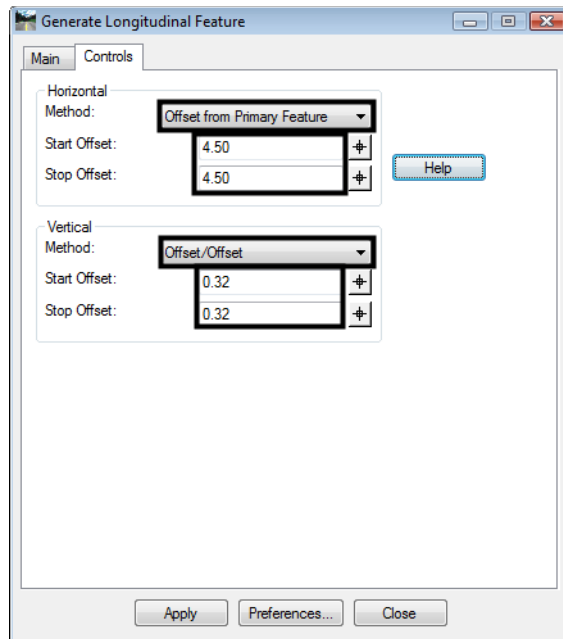 Generate Longitudinal Feature
Main Controls
Horizontal
Method: Offset from Primary Feature
Start Offset: 4.50
Stop Offset: 4.50
Help
Vertical
Method: Offset/Offset
Start Offset: 0.32
Stop Offset: 0.32
Apply Preferences... Close